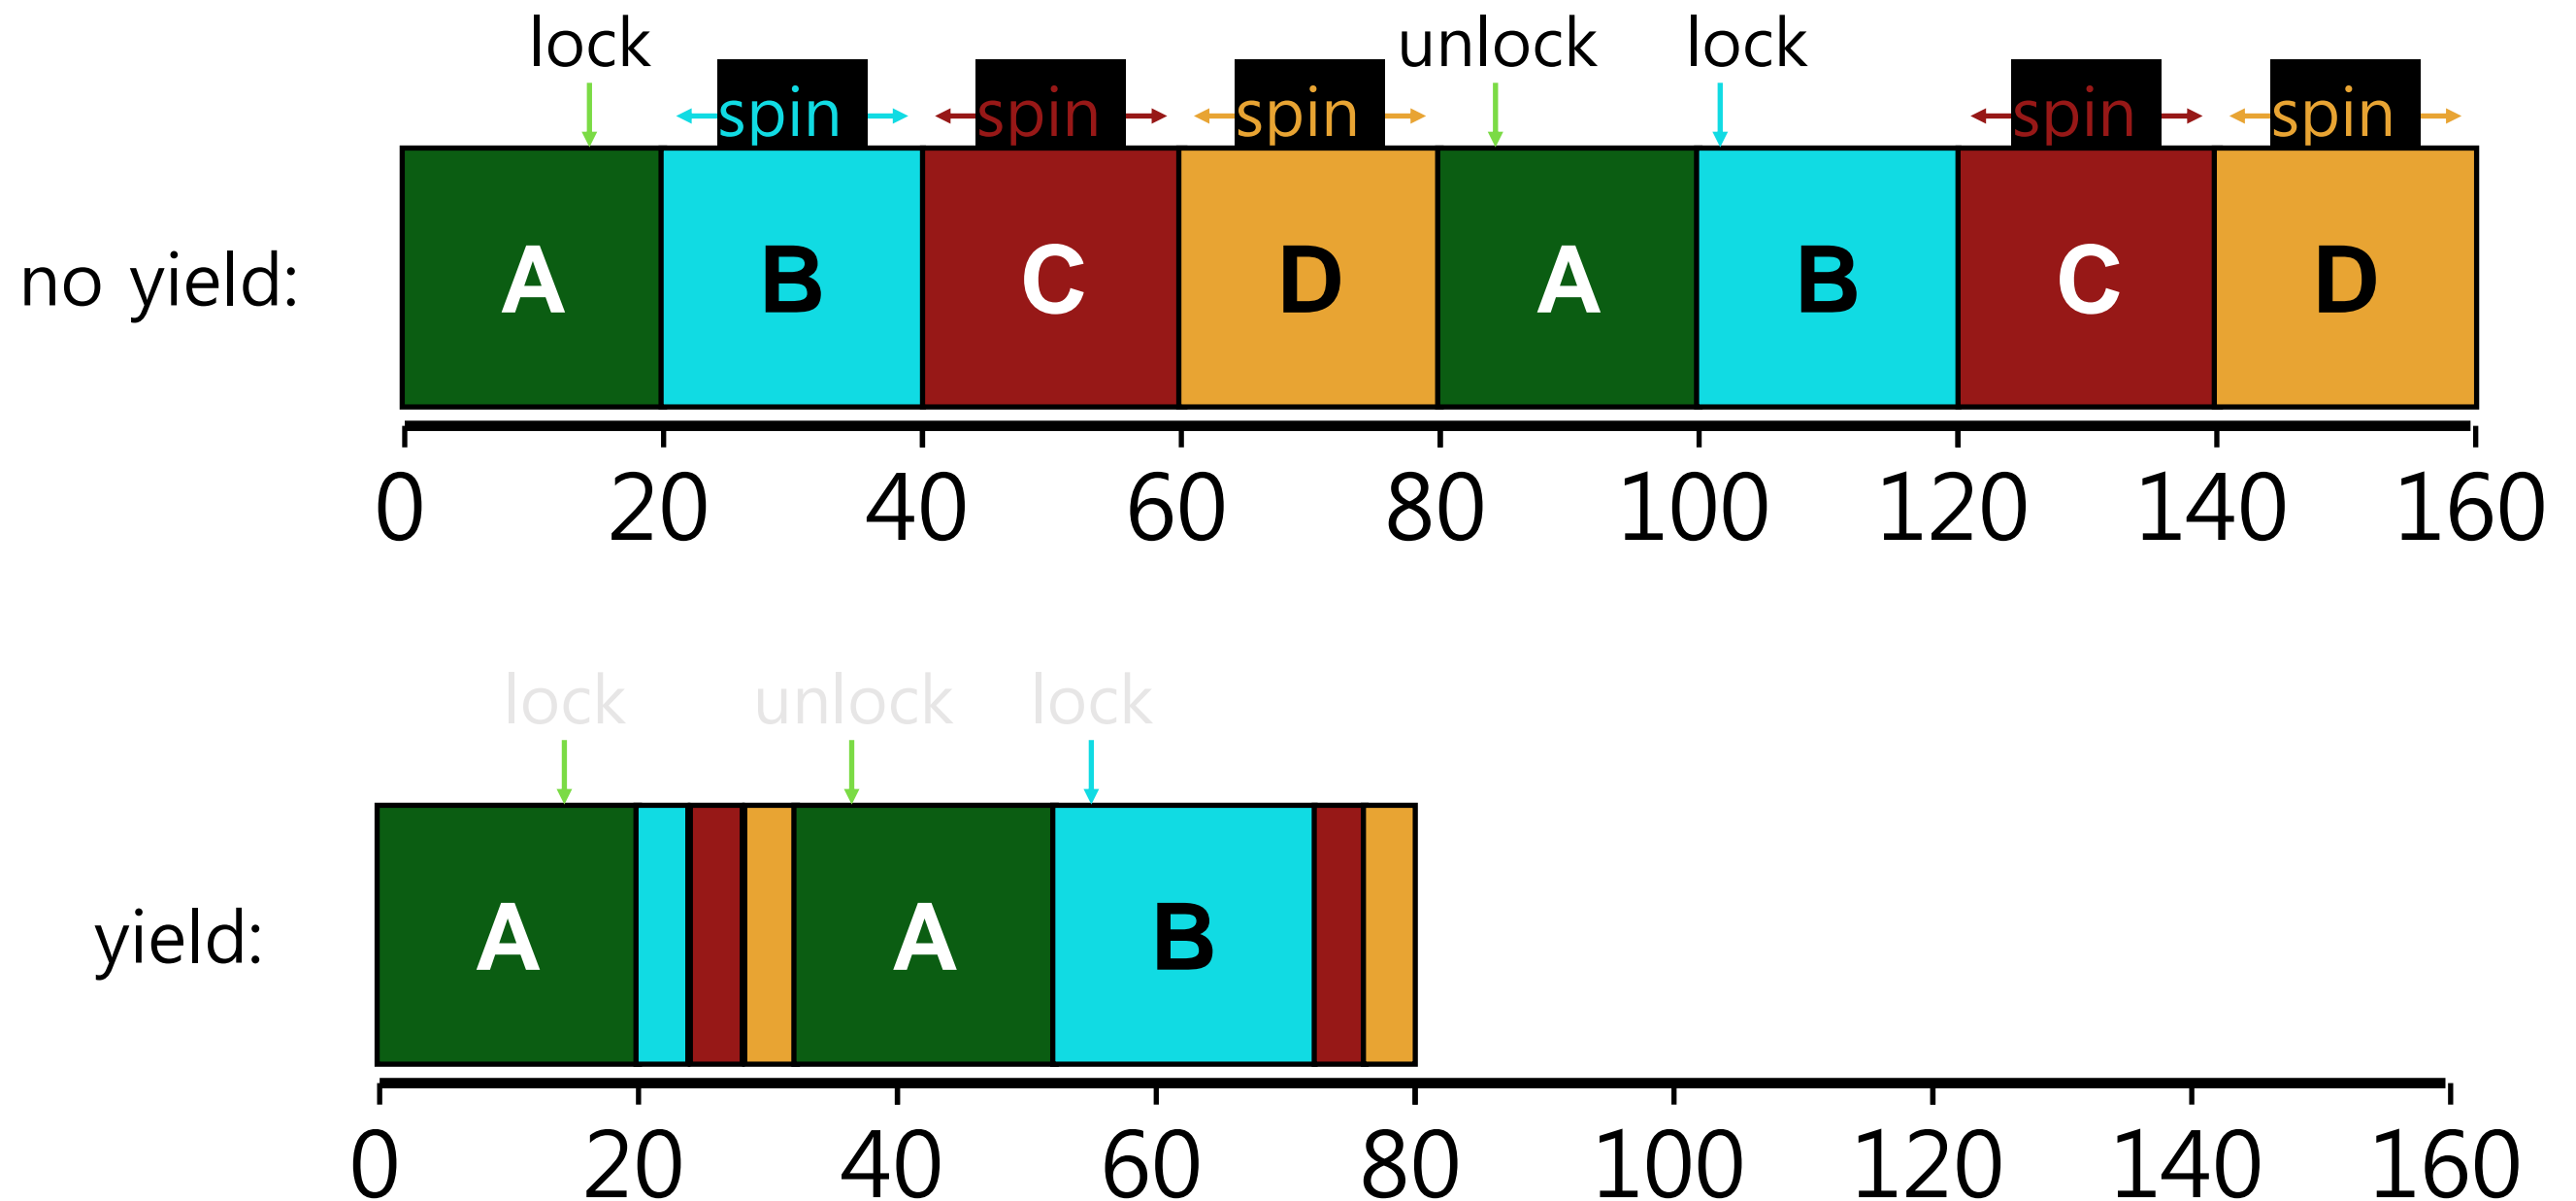 lock unlock lock
spin spin spin spin spin
no yield: A B C D A B C D
0 20 40 60 80 100 120 140 160
lock unlock lock
yield: A A B
0 20 40 60 80 100 120 140 160